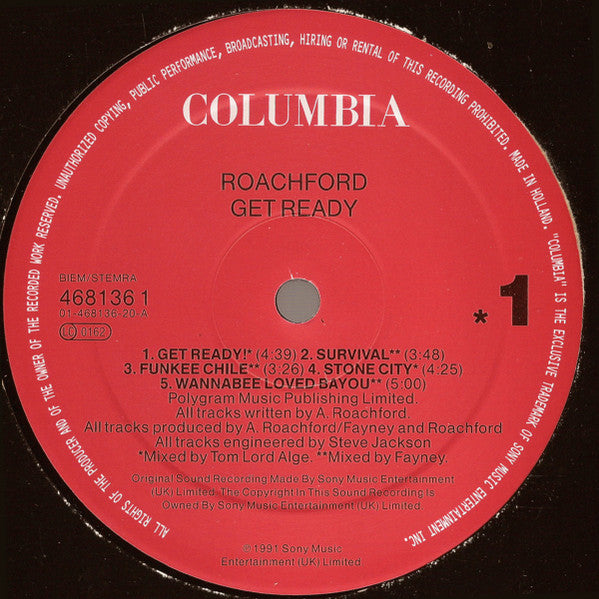 ALL RIGHTS OF THE PRODUCER AND OF THE OWNER OF THE RECORDED WORK RESERVED. UNAUTHORIZED COPYING, PUBLIC PERFORMANCE, BROADCASTING, HIRING OR RENTAL OF THIS RECORDING PROHIBITED. MADE IN HOLLAND. "COLUMBIA" IS THE EXCLUSIVE TRADEMARK OF SONY MUSIC ENTERTAINMENT INC.
COLUMBIA
ROACHFORD
GET READY
BIEM/STEMRA
468136 1
01-468136-20-A
LC 0162
*1
1. GET READY!* (4:39) 2. SURVIVAL** (3:48)
3. FUNKEE CHILE** (3:26) 4. STONE CITY* (4:25)
5. WANNABEE LOVED BAYOU** (5:00)
Polygram Music Publishing Limited.
All tracks written by A. Roachford.
All tracks produced by A. Roachford/Fayney and Roachford
All tracks engineered by Steve Jackson
*Mixed by Tom Lord Alge. **Mixed by Fayney.
Original Sound Recording Made By Sony Music Entertainment
(UK) Limited. The Copyright In This Sound Recording Is
Owned By Sony Music Entertainment (UK) Limited.
℗ 1991 Sony Music
Entertainment (UK) Limited